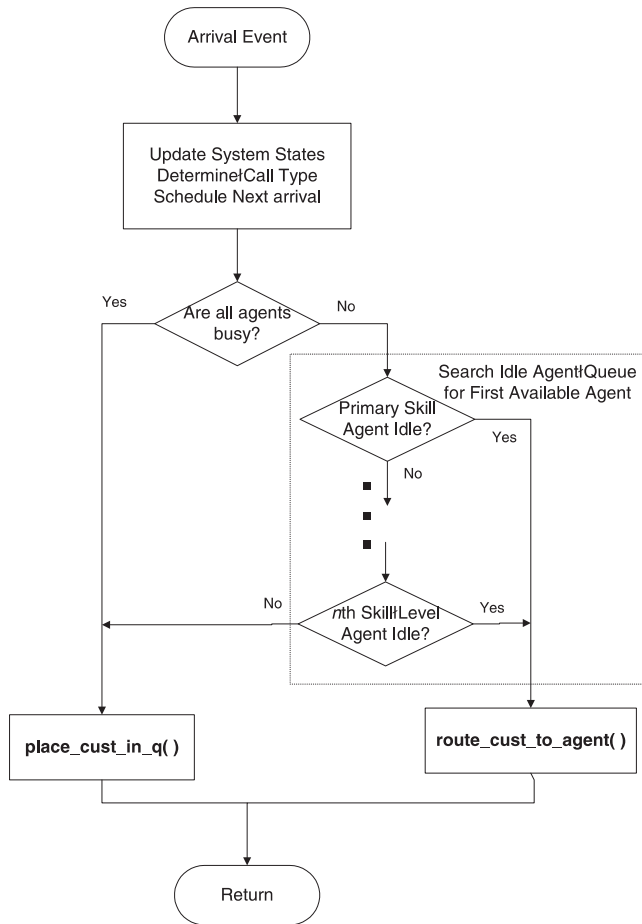 Arrival Event
Update System States
DeterminełCall Type
Schedule Next arrival
Yes
Are all agents
busy?
No
Search Idle AgentłQueue
for First Available Agent
Primary Skill
Agent Idle?
Yes
No
No
nth SkillłLevel
Agent Idle?
Yes
place_cust_in_q( )
route_cust_to_agent( )
Return